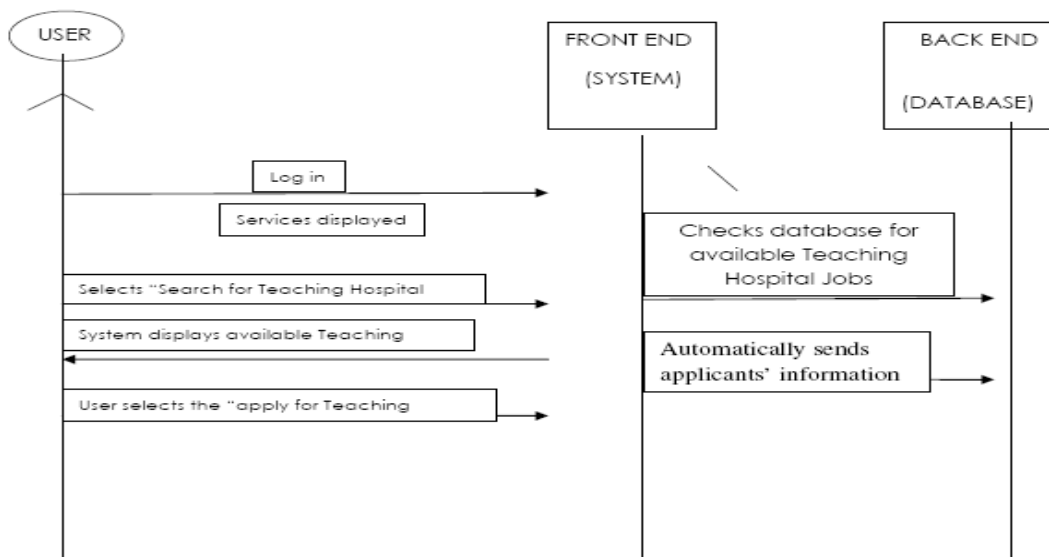 USER
FRONT END
(SYSTEM)
BACK END
(DATABASE)
Log in
Services displayed
Checks database for
available Teaching
Hospital Jobs
Selects “Search for Teaching Hospital
System displays available Teaching
Automatically sends
applicants’ information
User selects the “apply for Teaching